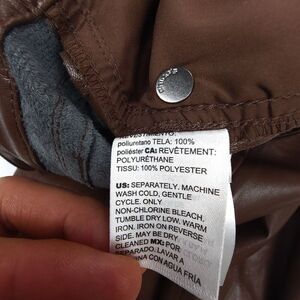 REVESTIMIENTO:
poliuretano TELA: 100%
poliéster CA: REVÊTEMENT:
POLYURÉTHANE
TISSU: 100% POLYESTER
US: SEPARATELY. MACHINE
WASH COLD, GENTLE
CYCLE. ONLY
NON-CHLORINE BLEACH,
TUMBLE DRY LOW. WARM
IRON. IRON ON REVERSE
SIDE. MAY BE DRY
CLEANED MX: POR
SEPARADO. LAVAR A
CON AGUA FRÍA